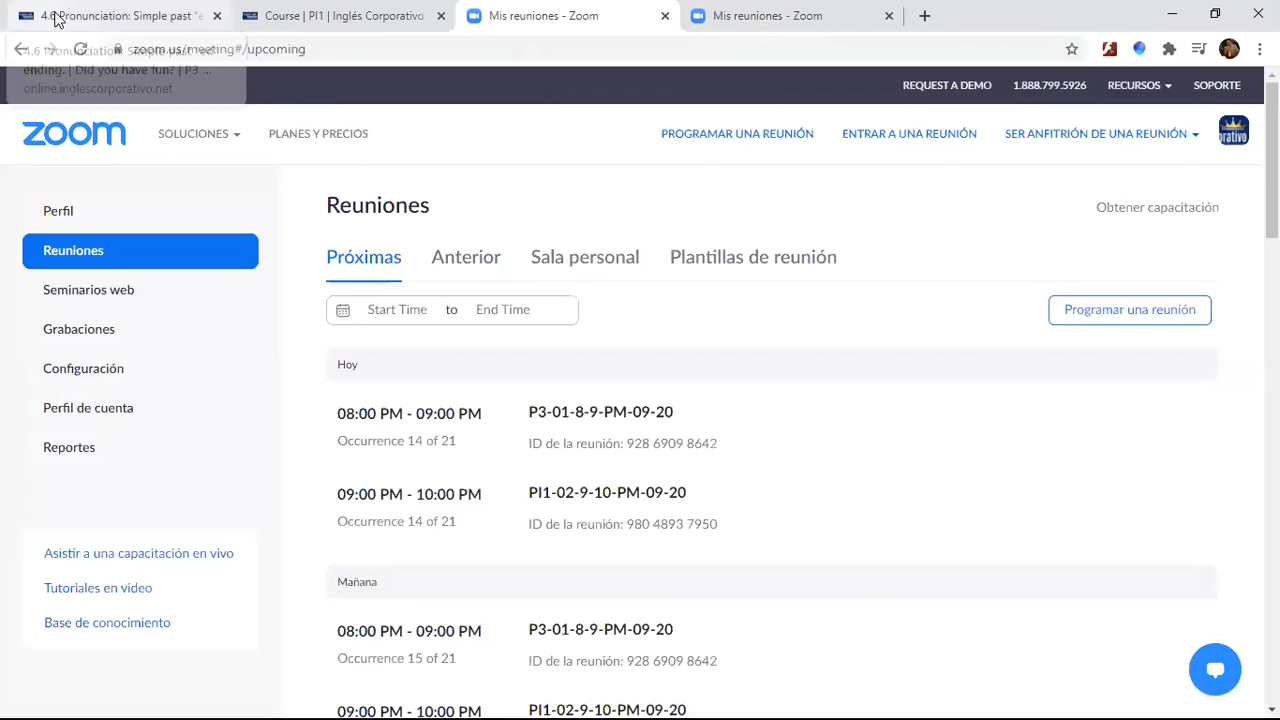 4.6 Pronunciation: Simple past "e
Course | PI1 | Inglés Corporativo
Mis reuniones - Zoom
Mis reuniones - Zoom
zoom.us/meeting#/upcoming
4.6 Pronunciation: Simple past "ed"
ending. | Did you have fun? | P3 ...
online.inglescorporativo.net
REQUEST A DEMO
1.888.799.5926
RECURSOS
SOPORTE
zoom
SOLUCIONES
PLANES Y PRECIOS
PROGRAMAR UNA REUNIÓN
ENTRAR A UNA REUNIÓN
SER ANFITRIÓN DE UNA REUNIÓN
orativo
Perfil
Reuniones
Seminarios web
Grabaciones
Configuración
Perfil de cuenta
Reportes
Asistir a una capacitación en vivo
Tutoriales en vídeo
Base de conocimiento
Reuniones
Obtener capacitación
Próximas
Anterior
Sala personal
Plantillas de reunión
Start Time to End Time
Programar una reunión
Hoy
08:00 PM - 09:00 PM
P3-01-8-9-PM-09-20
Occurrence 14 of 21
ID de la reunión: 928 6909 8642
09:00 PM - 10:00 PM
PI1-02-9-10-PM-09-20
Occurrence 14 of 21
ID de la reunión: 980 4893 7950
Mañana
08:00 PM - 09:00 PM
P3-01-8-9-PM-09-20
Occurrence 15 of 21
ID de la reunión: 928 6909 8642
09:00 PM - 10:00 PM
PI1-02-9-10-PM-09-20